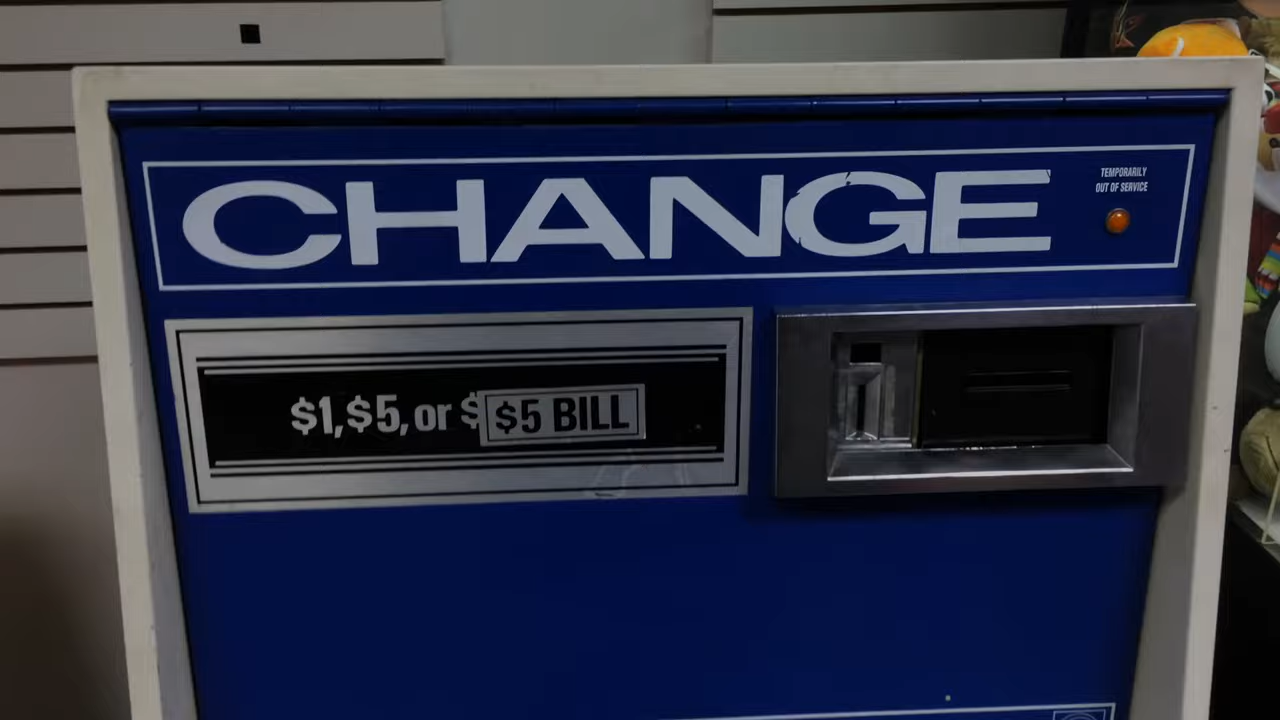 CHANGE
TEMPORARILY
OUT OF SERVICE
$1,$5, or $
$5 BILL